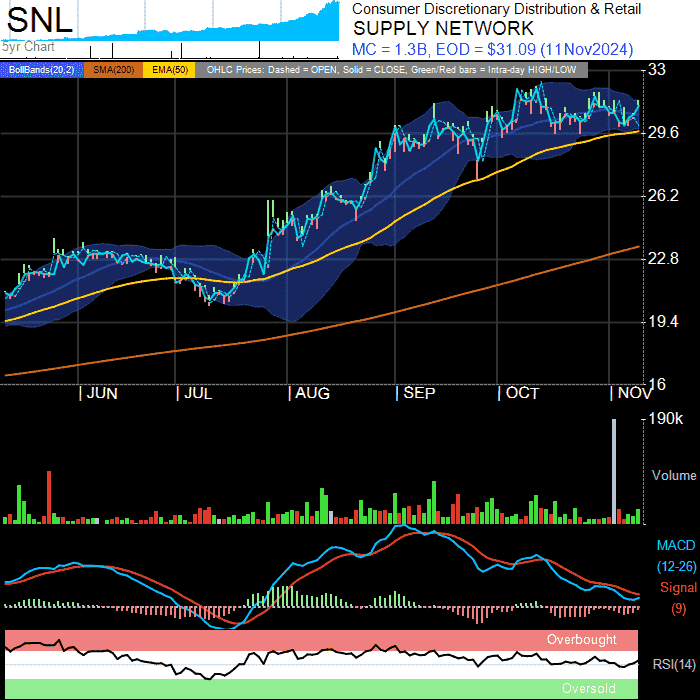 SNL
5yr Chart
Consumer Discretionary Distribution & Retail
SUPPLY NETWORK
MC = 1.3B, EOD = $31.09 (11Nov2024)
BollBands(20,2) SMA(200) EMA(50) OHLC Prices: Dashed = OPEN, Solid = CLOSE, Green/Red bars = Intra-day HIGH/LOW
33
29.6
26.2
22.8
19.4
16
JUN JUL AUG SEP OCT NOV
190k
Volume
MACD
(12-26)
Signal
(9)
Overbought
RSI(14)
Oversold